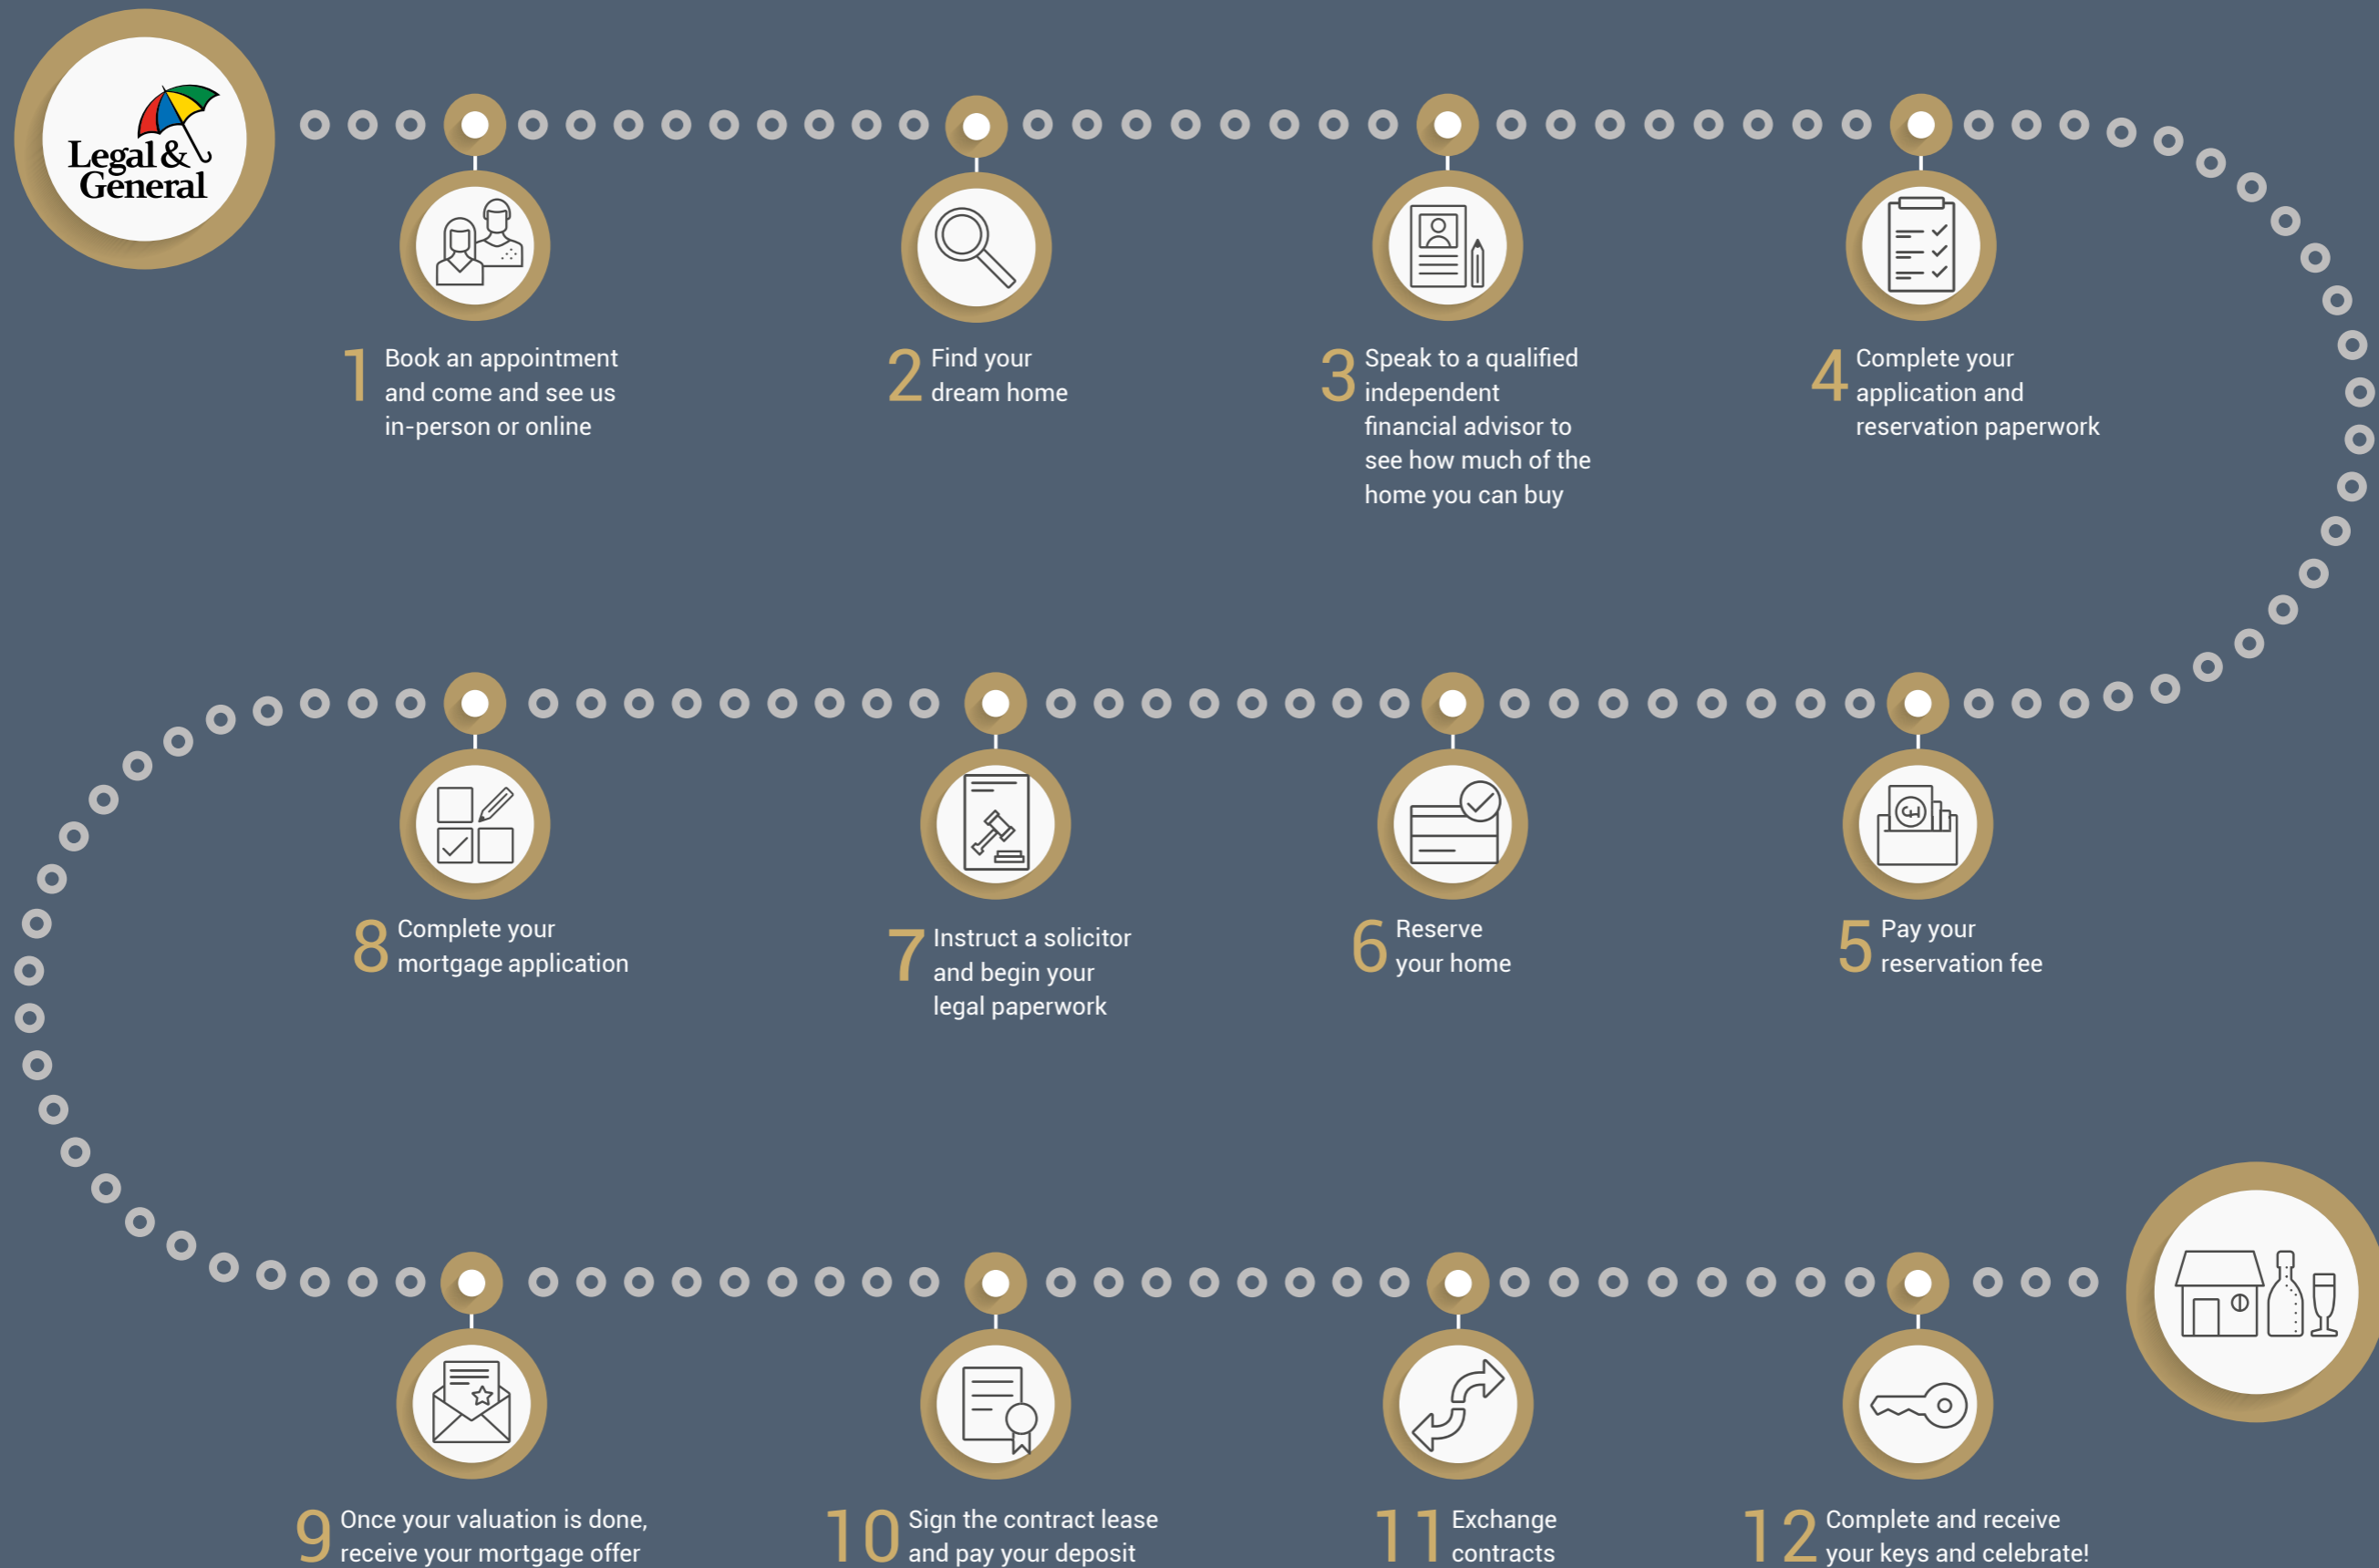 Legal &
General
1 Book an appointment
and come and see us
in-person or online
2 Find your
dream home
3 Speak to a qualified
independent
financial advisor to
see how much of the
home you can buy
4 Complete your
application and
reservation paperwork
5 Pay your
reservation fee
£
6 Reserve
your home
7 Instruct a solicitor
and begin your
legal paperwork
8 Complete your
mortgage application
9 Once your valuation is done,
receive your mortgage offer
10 Sign the contract lease
and pay your deposit
11 Exchange
contracts
12 Complete and receive
your keys and celebrate!